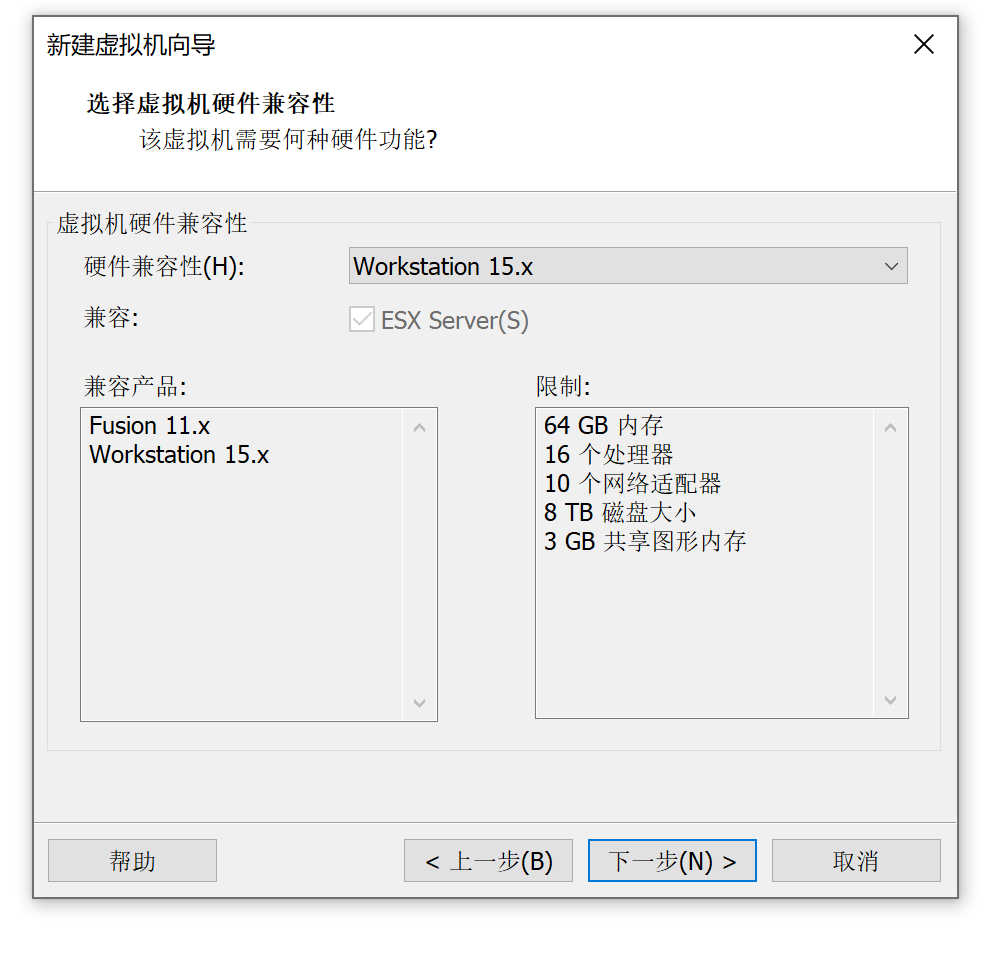 新建虚拟机向导
选择虚拟机硬件兼容性
该虚拟机需要何种硬件功能?
虚拟机硬件兼容性
硬件兼容性(H):
Workstation 15.x
兼容:
ESX Server(S)
兼容产品:
Fusion 11.x
Workstation 15.x
限制:
64 GB 内存
16 个处理器
10 个网络适配器
8 TB 磁盘大小
3 GB 共享图形内存
帮助
< 上一步(B)
下一步(N) >
取消